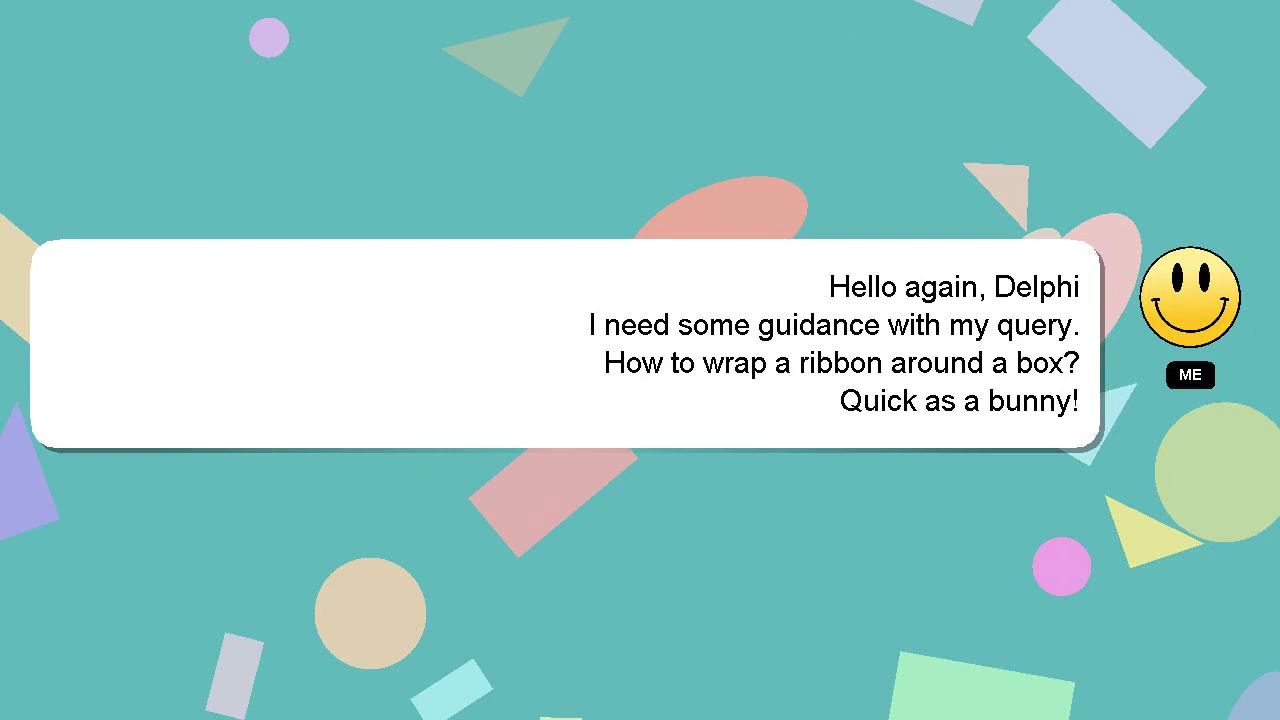 Hello again, Delphi
I need some guidance with my query.
How to wrap a ribbon around a box?
Quick as a bunny!
ME